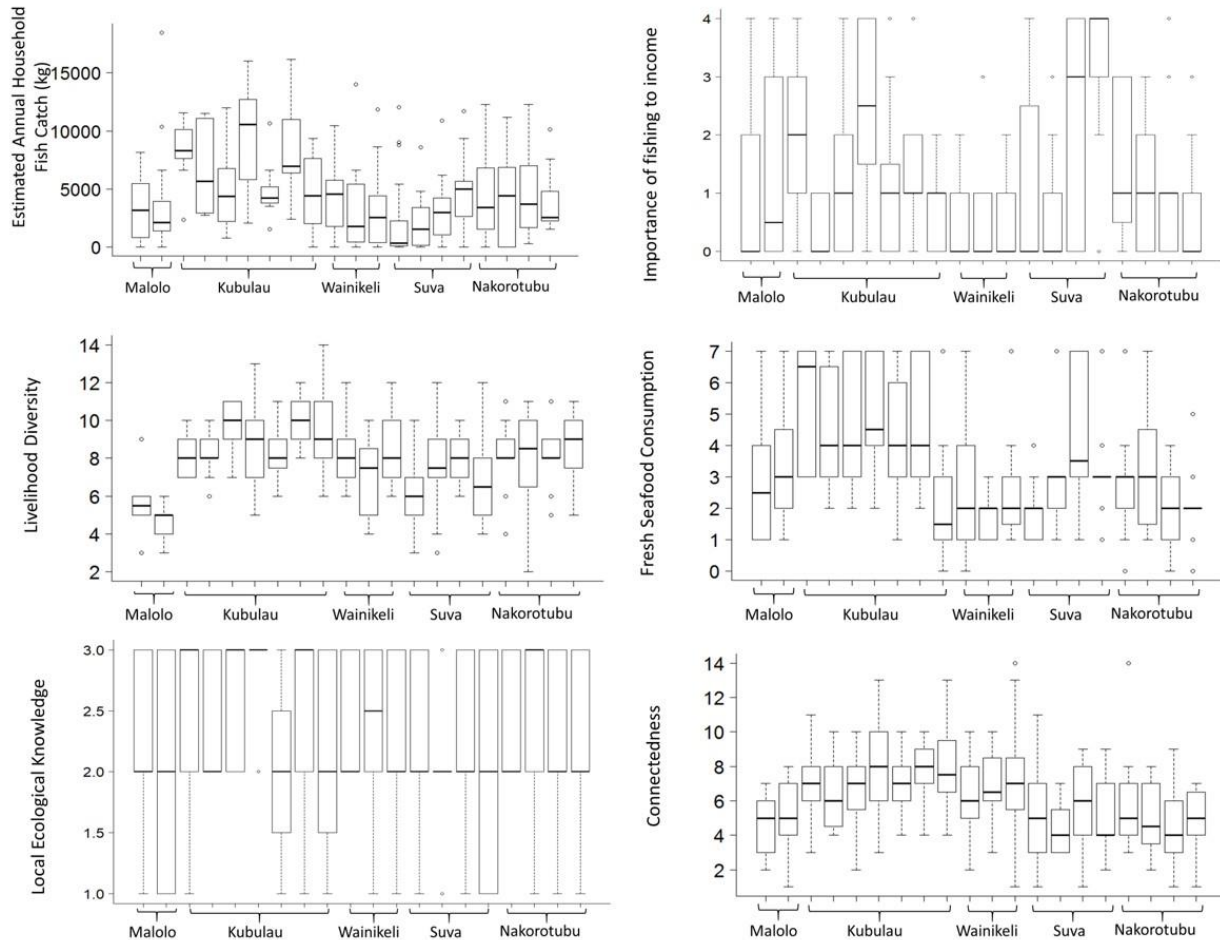 Estimated Annual Household
Fish Catch (kg)
15000
10000
5000
0
Malolo
Kubulau
Wainikeli
Suva
Nakorotubu
Importance of fishing to income
4
3
2
1
0
Malolo
Kubulau
Wainikeli
Suva
Nakorotubu
Livelihood Diversity
14
12
10
8
6
4
2
Malolo
Kubulau
Wainikeli
Suva
Nakorotubu
Fresh Seafood Consumption
7
6
5
4
3
2
1
0
Malolo
Kubulau
Wainikeli
Suva
Nakorotubu
Local Ecological Knowledge
3.0
2.5
2.0
1.5
1.0
Malolo
Kubulau
Wainikeli
Suva
Nakorotubu
Connectedness
14
12
10
8
6
4
2
Malolo
Kubulau
Wainikeli
Suva
Nakorotubu